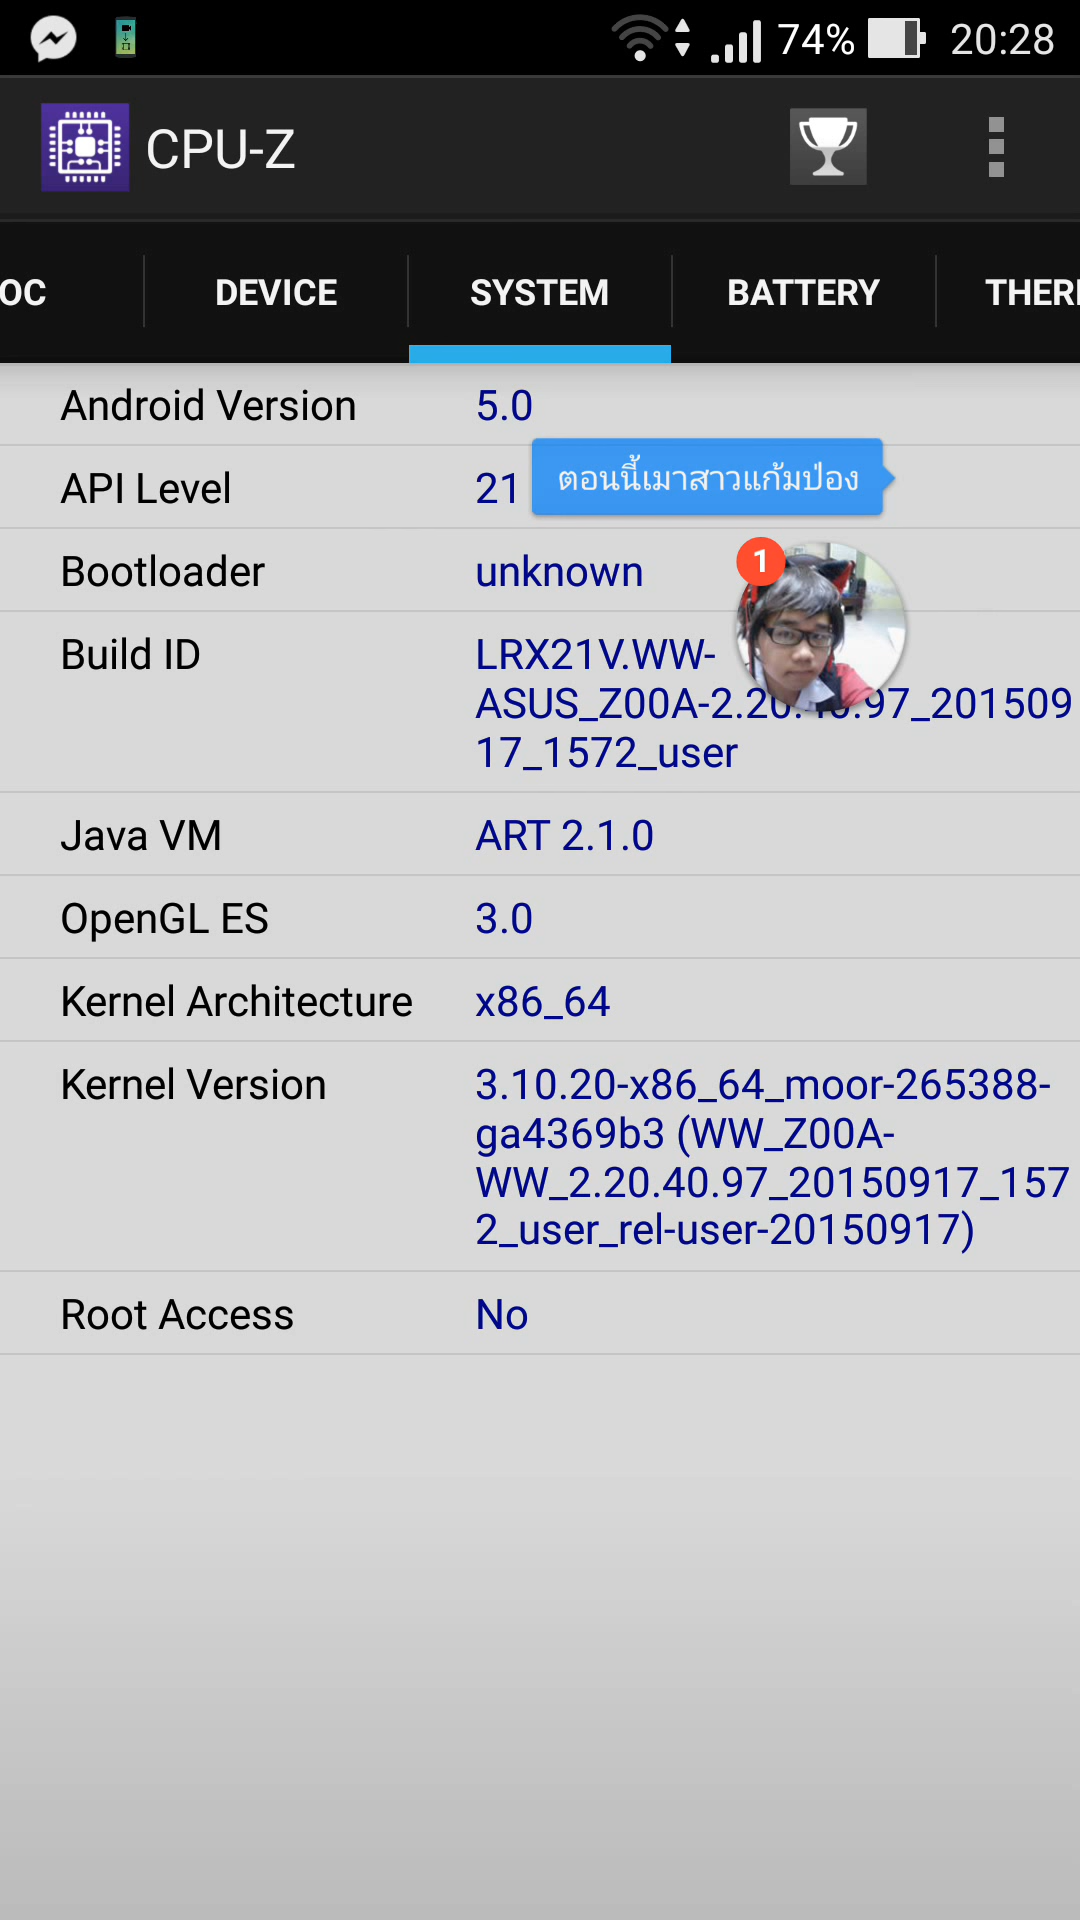 74% 20:28
CPU-Z
OC DEVICE SYSTEM BATTERY THER
Android Version 5.0
ตอนนี้เมาสาวแก้มป่อง
API Level 21
1
Bootloader unknown
Build ID LRX21V.WW-
ASUS_Z00A-2.20.40.97_201509
17_1572_user
Java VM ART 2.1.0
OpenGL ES 3.0
Kernel Architecture x86_64
Kernel Version 3.10.20-x86_64_moor-265388-
ga4369b3 (WW_Z00A-
WW_2.20.40.97_20150917_157
2_user_rel-user-20150917)
Root Access No